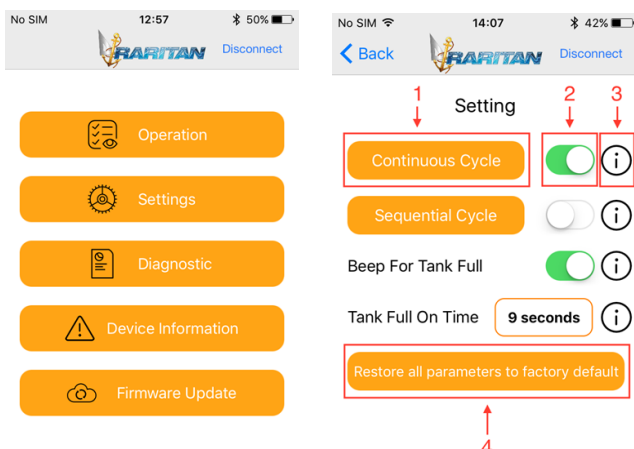 No SIM 12:57 50%
RARITAN Disconnect
Operation
Settings
Diagnostic
Device Information
Firmware Update
No SIM 14:07 42%
Back RARITAN Disconnect
1 2 3
Setting
Continuous Cycle
Sequential Cycle
Beep For Tank Full
Tank Full On Time 9 seconds
Restore all parameters to factory default
4